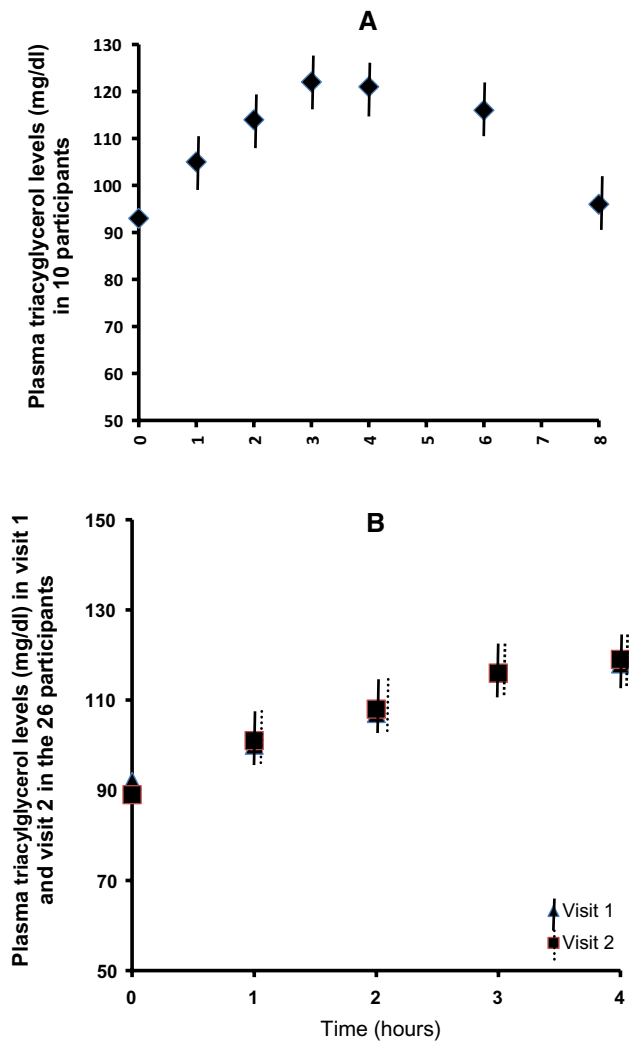 A
Plasma triacyglycerol levels (mg/dl)
in 10 participants
130
120
110
100
90
80
70
60
50
0 1 2 3 4 5 6 7 8
B
Plasma triacylglycerol levels (mg/dl) in visit 1
and visit 2 in the 26 participants
150
130
110
90
70
50
Visit 1
Visit 2
0 1 2 3 4
Time (hours)